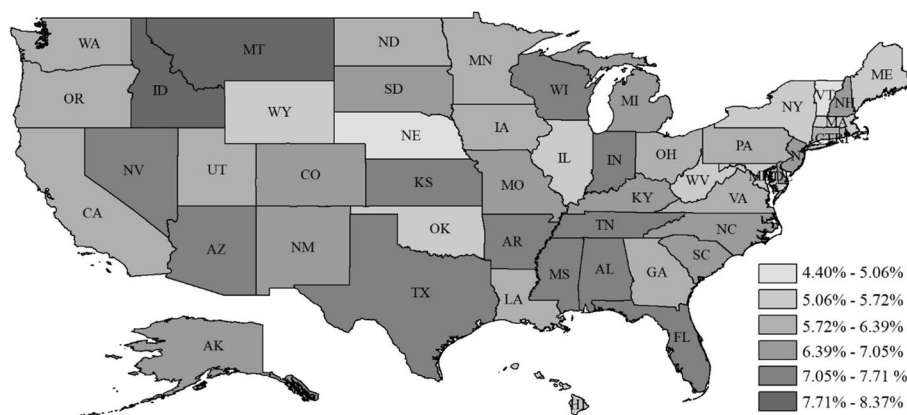 WA
MT
ND
MN
ME
OR
ID
SD
WI
MI
VT
NH
NY
WY
MA
IA
NE
CT
RI
PA
NV
UT
CO
IL
IN
OH
WV
CA
KS
MO
KY
VA
AZ
NM
OK
AR
TN
NC
SC
TX
MS
AL
GA
LA
FL
AK
HI
4.40% - 5.06%
5.06% - 5.72%
5.72% - 6.39%
6.39% - 7.05%
7.05% - 7.71 %
7.71% - 8.37%